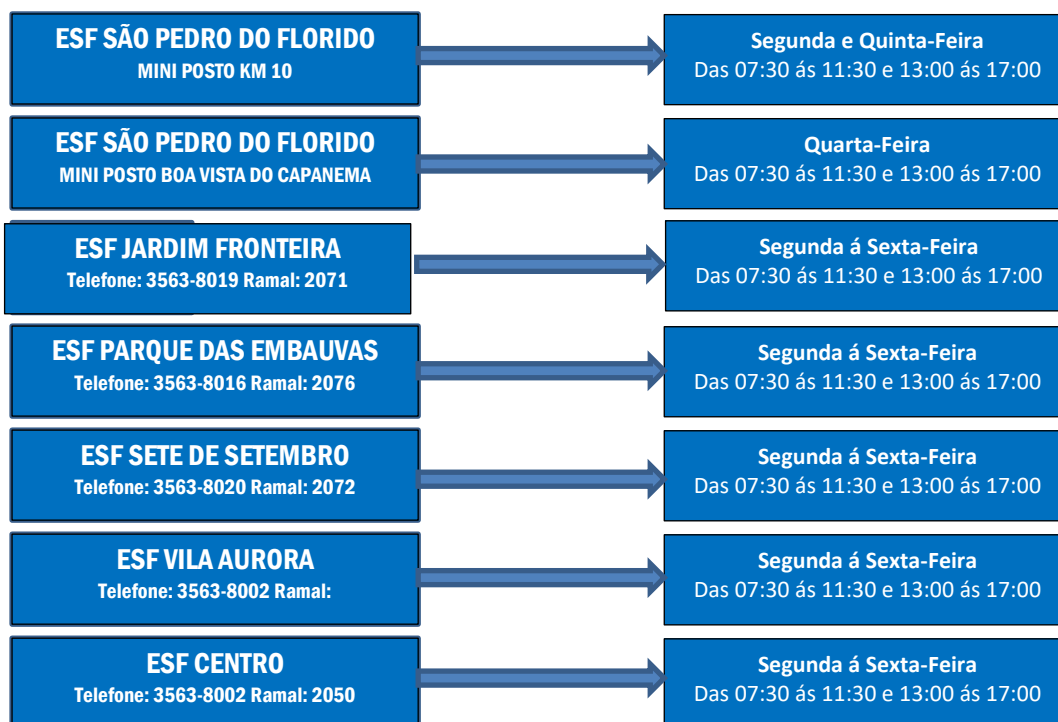 ESF SÃO PEDRO DO FLORIDO
MINI POSTO KM 10
Segunda e Quinta-Feira
Das 07:30 ás 11:30 e 13:00 ás 17:00
ESF SÃO PEDRO DO FLORIDO
MINI POSTO BOA VISTA DO CAPANEMA
Quarta-Feira
Das 07:30 ás 11:30 e 13:00 ás 17:00
ESF JARDIM FRONTEIRA
Telefone: 3563-8019 Ramal: 2071
Segunda á Sexta-Feira
Das 07:30 ás 11:30 e 13:00 ás 17:00
ESF PARQUE DAS EMBAUVAS
Telefone: 3563-8016 Ramal: 2076
Segunda á Sexta-Feira
Das 07:30 ás 11:30 e 13:00 ás 17:00
ESF SETE DE SETEMBRO
Telefone: 3563-8020 Ramal: 2072
Segunda á Sexta-Feira
Das 07:30 ás 11:30 e 13:00 ás 17:00
ESF VILA AURORA
Telefone: 3563-8002 Ramal:
Segunda á Sexta-Feira
Das 07:30 ás 11:30 e 13:00 ás 17:00
ESF CENTRO
Telefone: 3563-8002 Ramal: 2050
Segunda á Sexta-Feira
Das 07:30 ás 11:30 e 13:00 ás 17:00